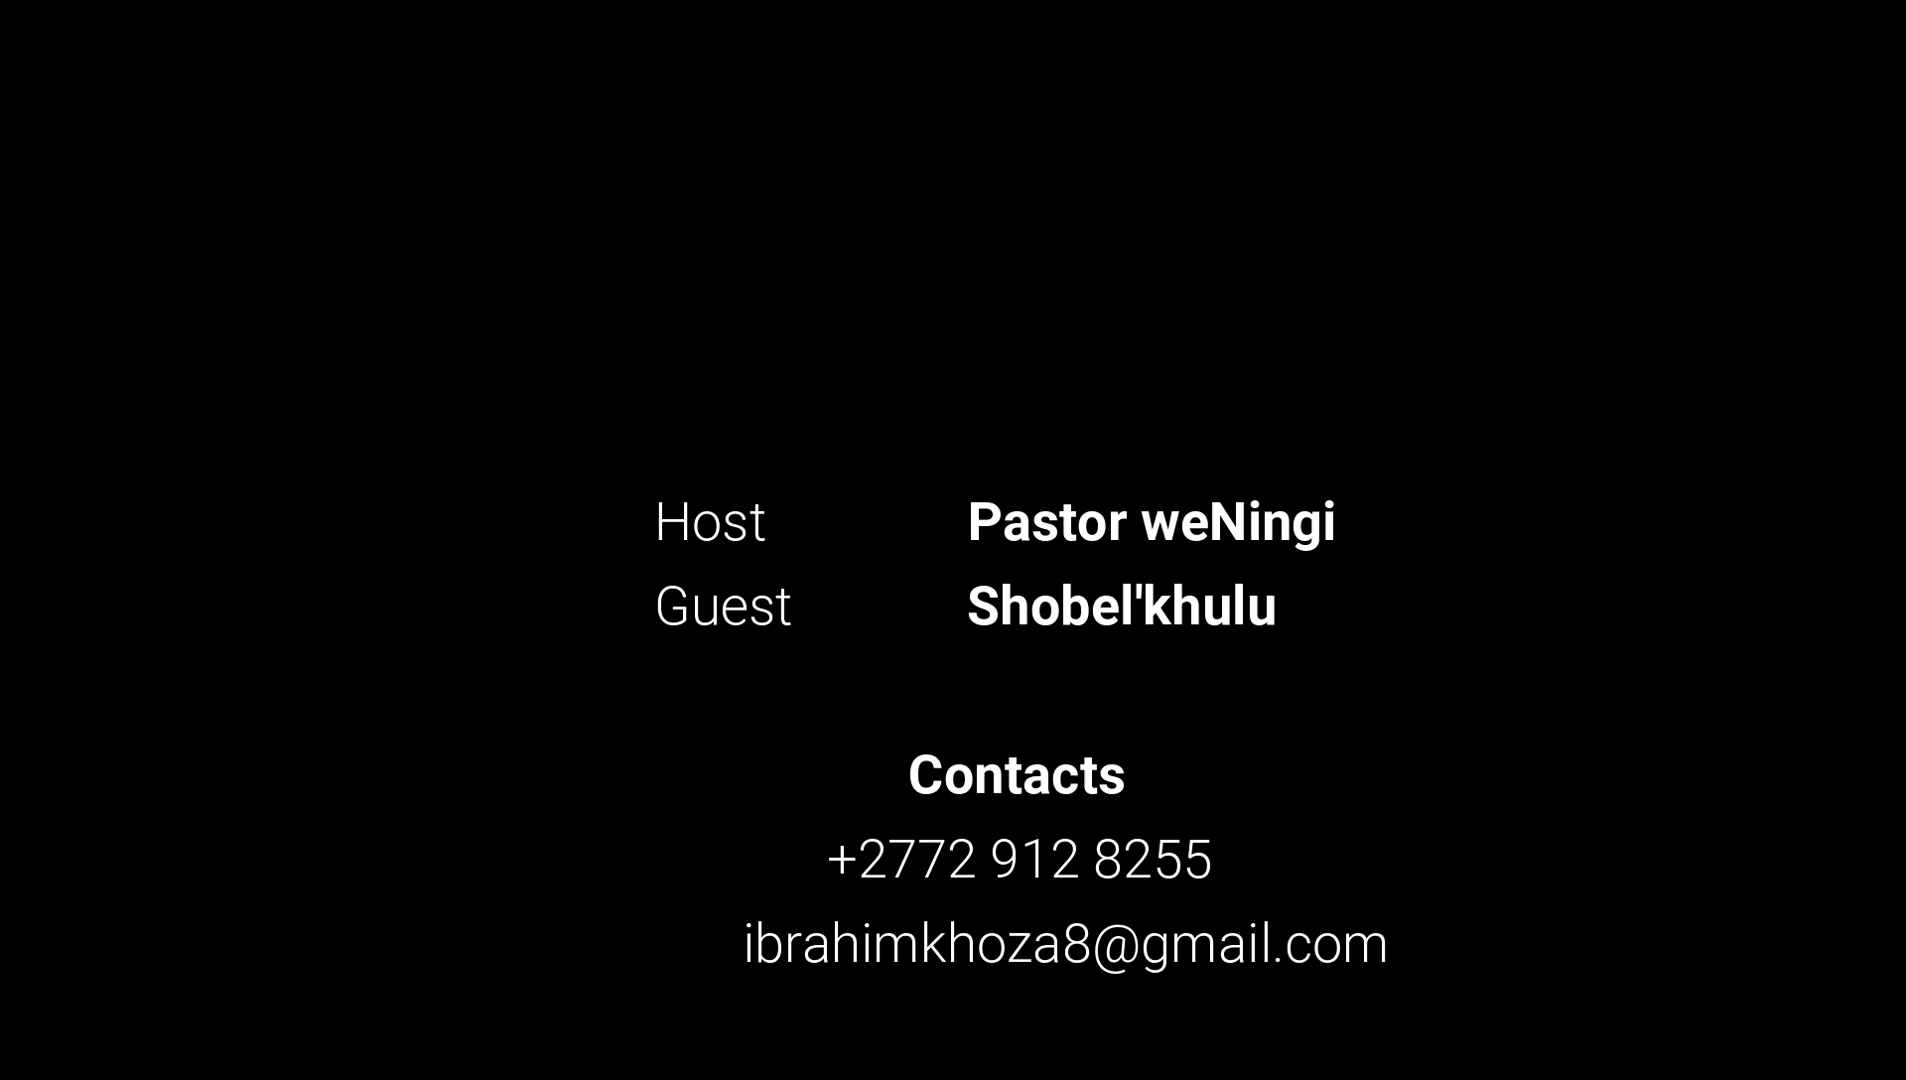 Host Pastor weNingi
Guest Shobel'khulu
Contacts
+2772 912 8255
ibrahimkhoza8@gmail.com